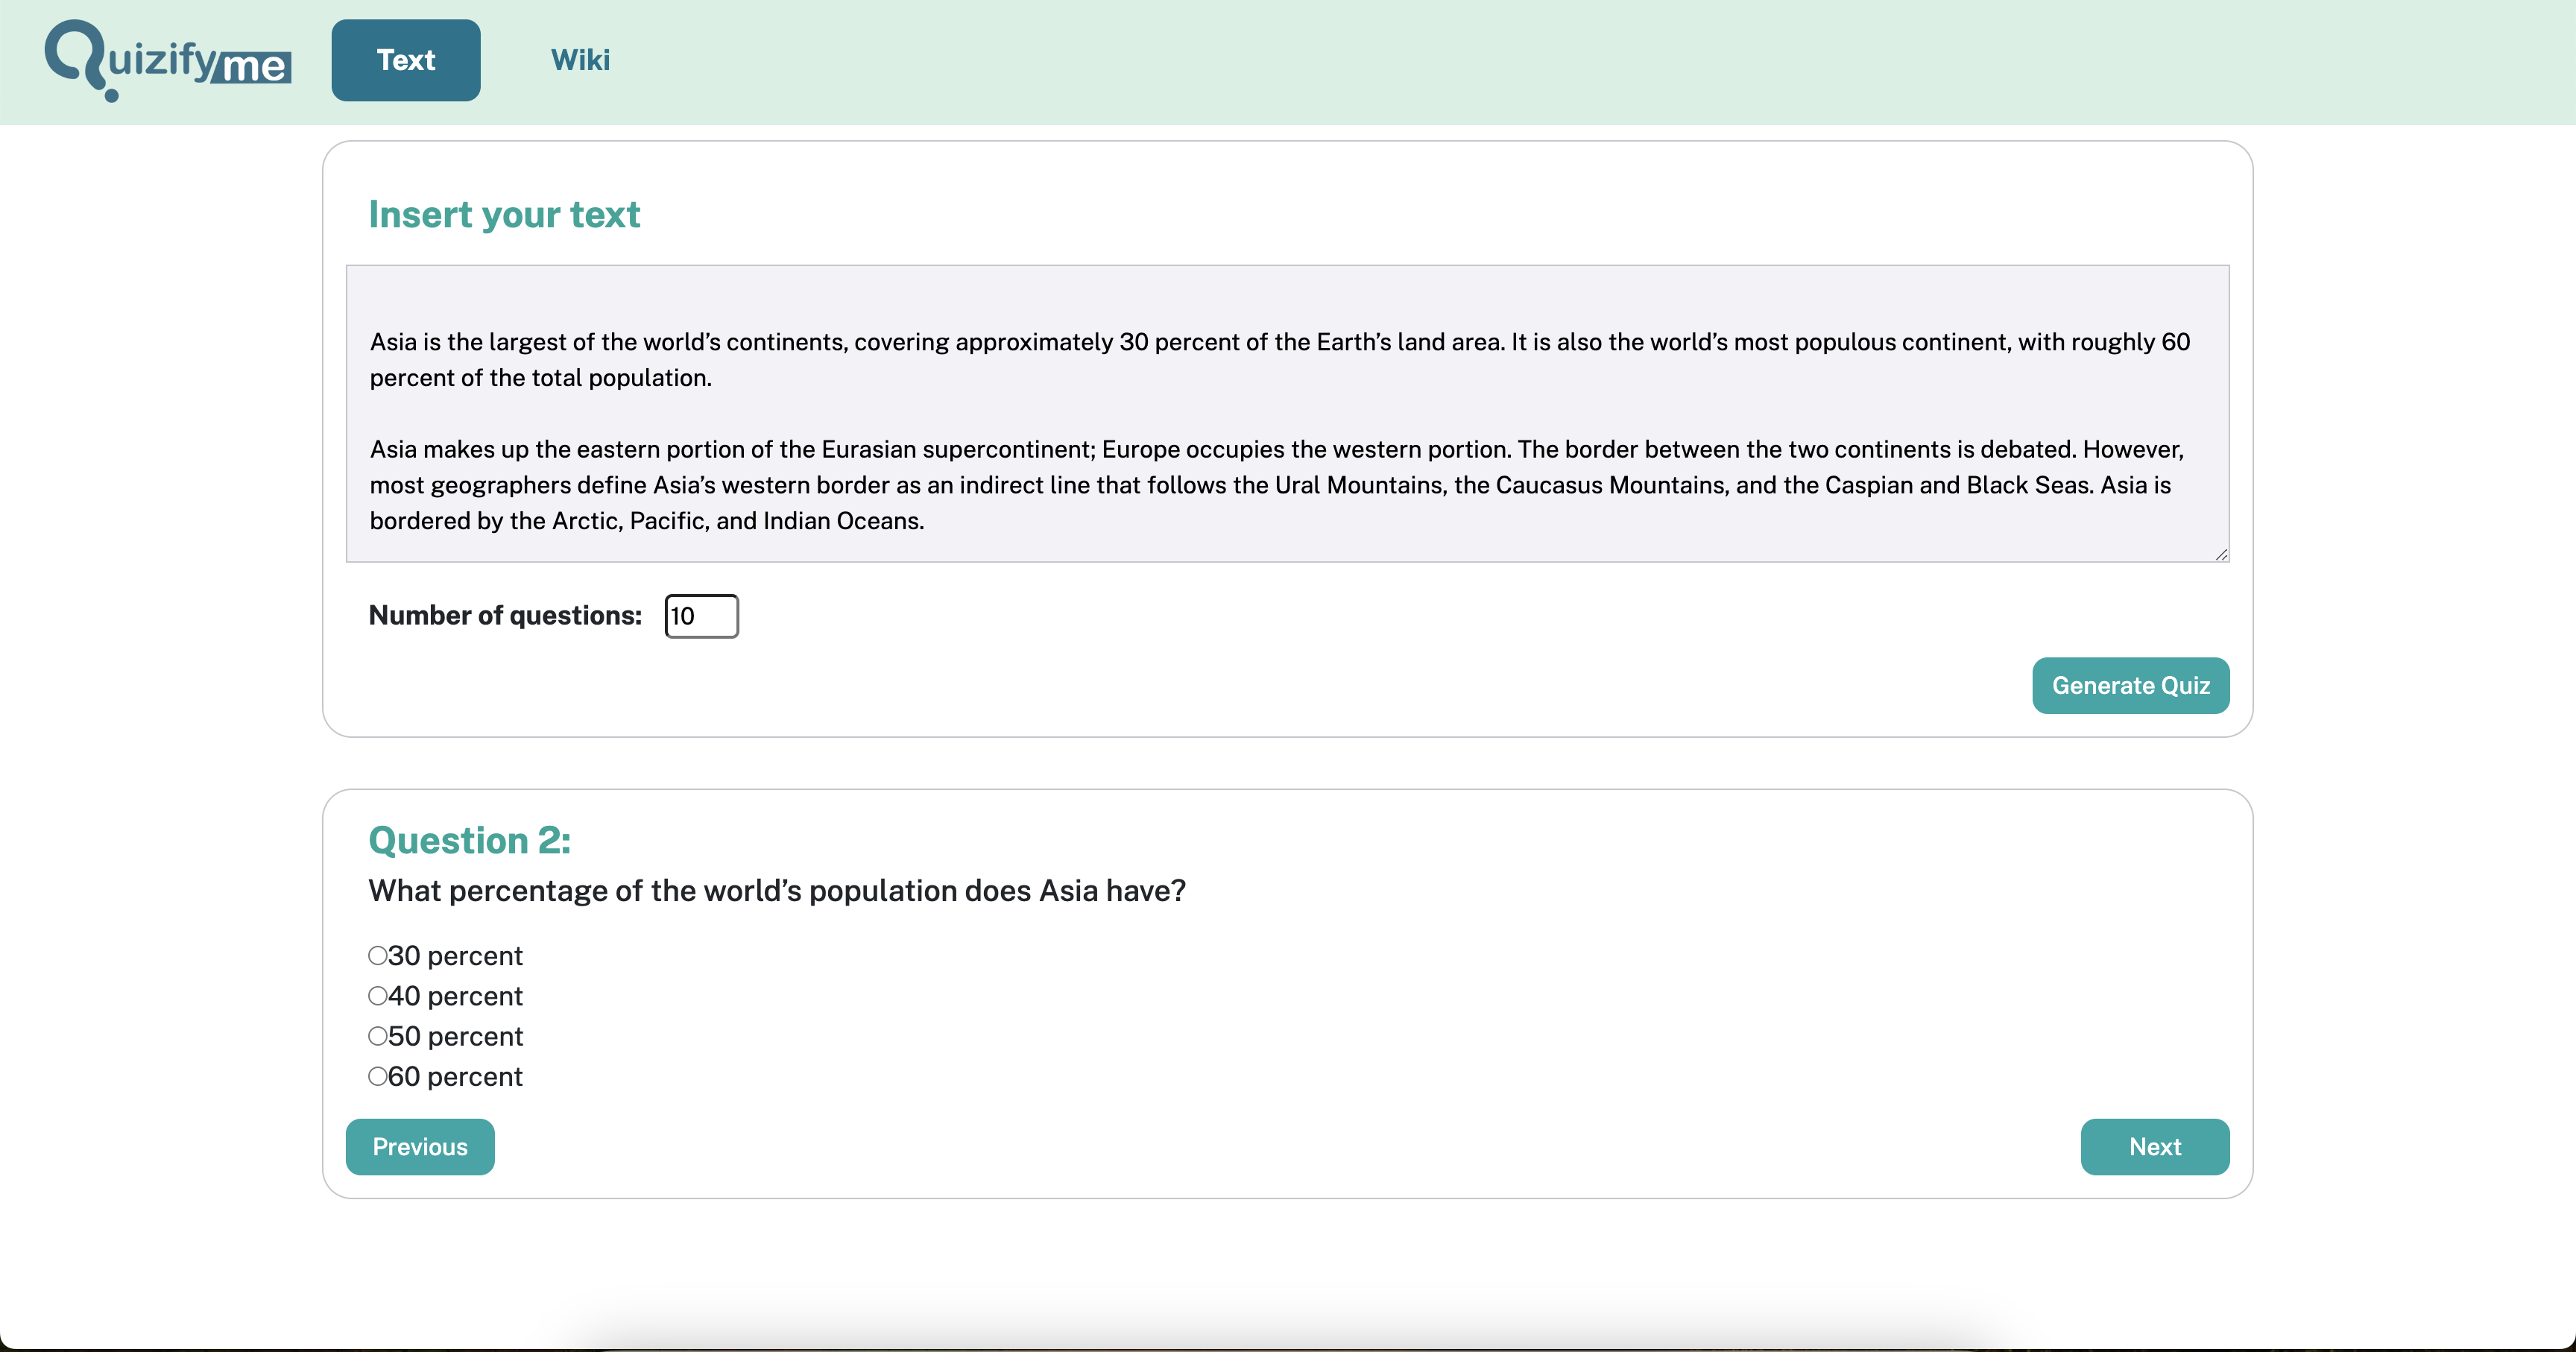 Quizifyme
Text
Wiki
Insert your text
Asia is the largest of the world’s continents, covering approximately 30 percent of the Earth’s land area. It is also the world’s most populous continent, with roughly 60
percent of the total population.
Asia makes up the eastern portion of the Eurasian supercontinent; Europe occupies the western portion. The border between the two continents is debated. However,
most geographers define Asia’s western border as an indirect line that follows the Ural Mountains, the Caucasus Mountains, and the Caspian and Black Seas. Asia is
bordered by the Arctic, Pacific, and Indian Oceans.
Number of questions: 10
Generate Quiz
Question 2:
What percentage of the world’s population does Asia have?
30 percent
40 percent
50 percent
60 percent
Previous
Next